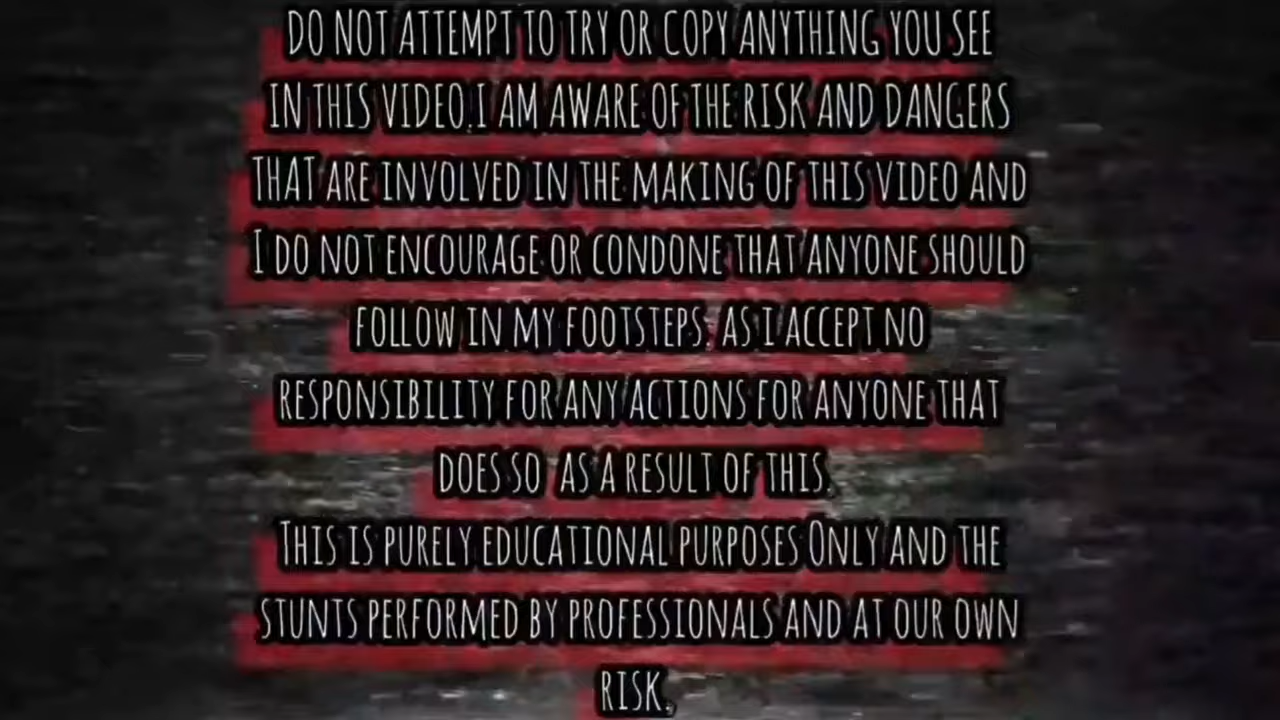 DO NOT ATTEMPT TO TRY OR COPY ANYTHING YOU SEE
IN THIS VIDEO.I AM AWARE OF THE RISK AND DANGERS
THAT ARE INVOLVED IN THE MAKING OF THIS VIDEO AND
I DO NOT ENCOURAGE OR CONDONE THAT ANYONE SHOULD
FOLLOW IN MY FOOTSTEPS. AS I ACCEPT NO
RESPONSIBILITY FOR ANY ACTIONS FOR ANYONE THAT
DOES SO AS A RESULT OF THIS.
THIS IS PURELY EDUCATIONAL PURPOSES ONLY AND THE
STUNTS PERFORMED BY PROFESSIONALS AND AT OUR OWN
RISK.